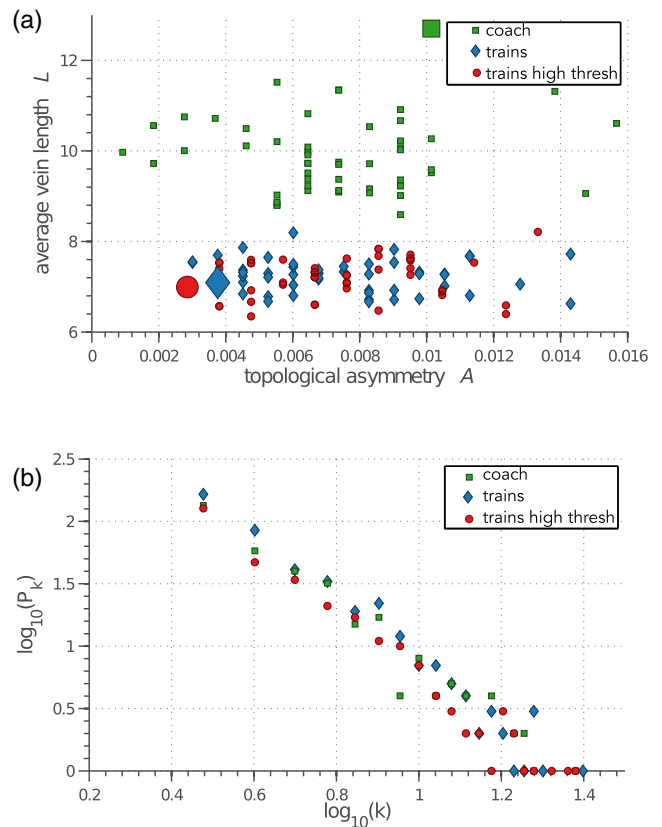 (a)
coach
trains
trains high thresh
average vein length L
12
10
8
6
0 0.002 0.004 0.006 0.008 0.01 0.012 0.014 0.016
topological asymmetry A
(b)
coach
trains
trains high thresh
log10(Pk)
2.5
2
1.5
1
0.5
0
0.2 0.4 0.6 0.8 1 1.2 1.4
log10(k)